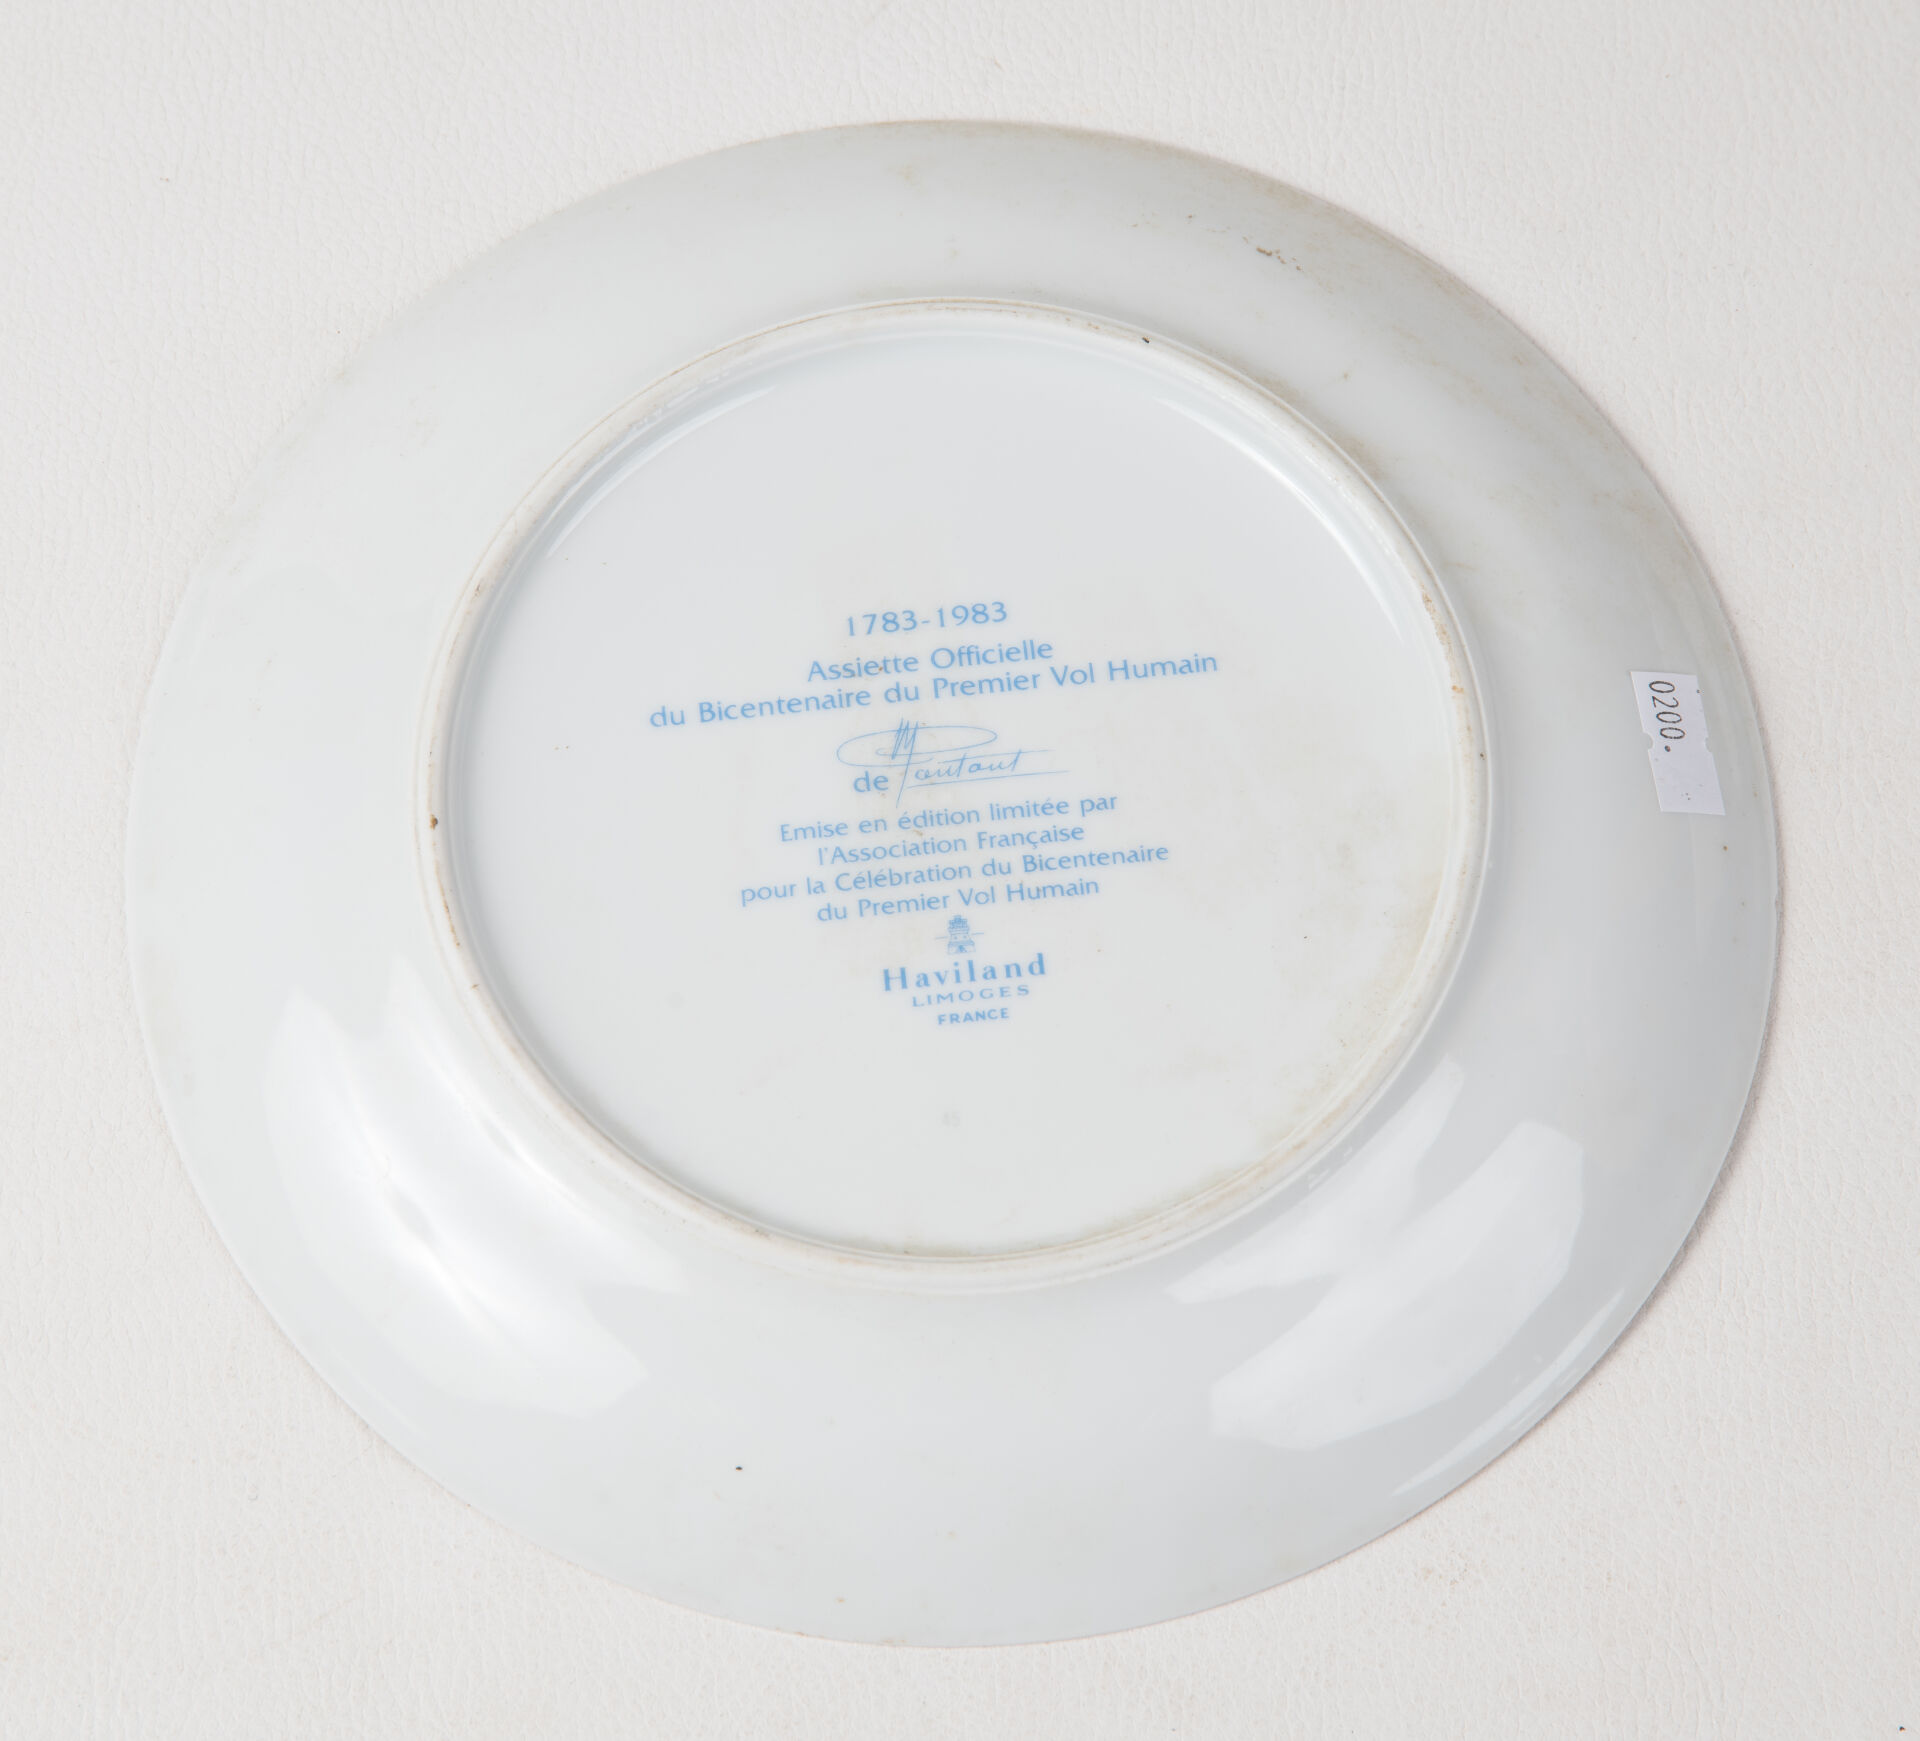 1783-1983
Assiette Officielle
du Bicentenaire du Premier Vol Humain
de
Emise en édition limitée par
l'Association Française
pour la Célébration du Bicentenaire
du Premier Vol Humain
Haviland
LIMOGES
FRANCE
45
0200.